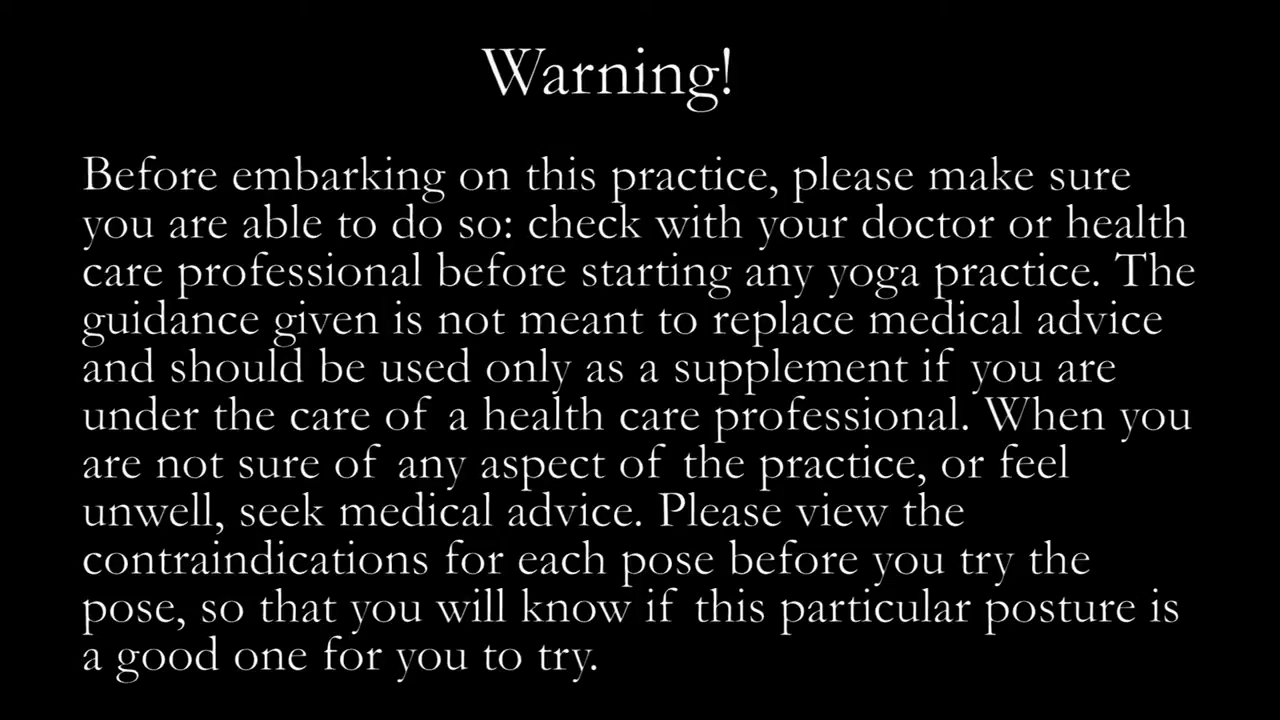 Warning!
Before embarking on this practice, please make sure
you are able to do so: check with your doctor or health
care professional before starting any yoga practice. The
guidance given is not meant to replace medical advice
and should be used only as a supplement if you are
under the care of a health care professional. When you
are not sure of any aspect of the practice, or feel
unwell, seek medical advice. Please view the
contraindications for each pose before you try the
pose, so that you will know if this particular posture is
a good one for you to try.